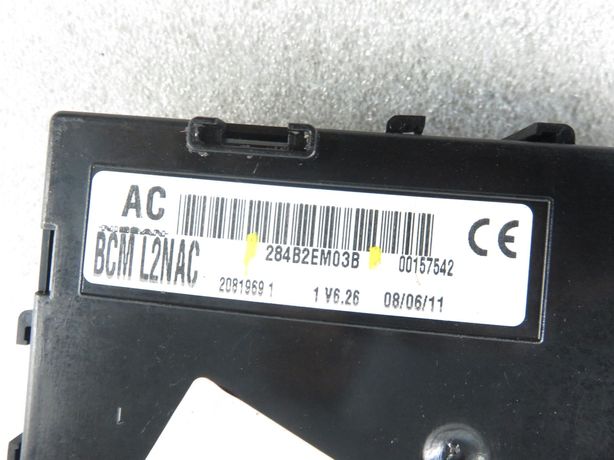 AC
BCM L2NAC
284B2EM03B 00157542
2081969 1 1 V6.26 08/06/11
CE